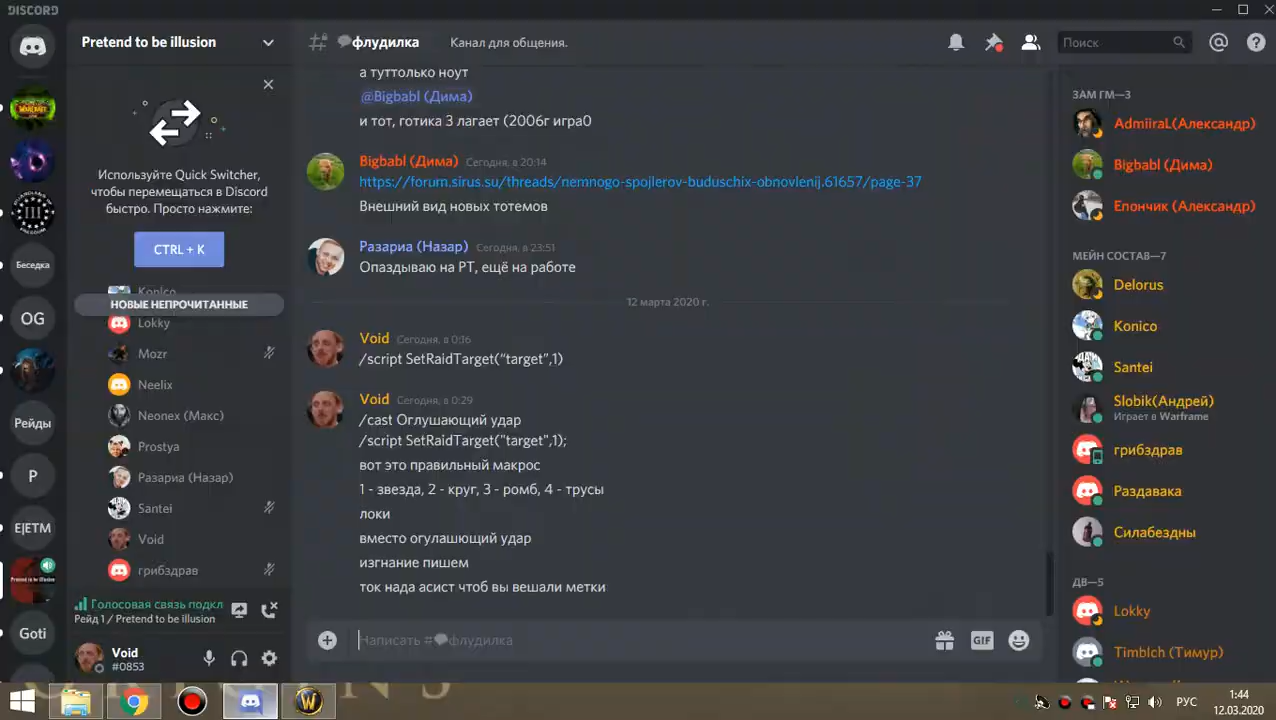 DISCORD
Pretend to be illusion
флудилка
Канал для общения.
Поиск
Используйте Quick Switcher,
чтобы перемещаться в Discord
быстро. Просто нажмите:
CTRL + K
Konico
НОВЫЕ НЕПРОЧИТАННЫЕ
Lokky
Mozr
Neelix
Neonex (Макс)
Prostya
Разариа (Назар)
Santei
Void
грибздрав
Голосовая связь подкл
Рейд 1 / Pretend to be illusion
Void
#0853
Беседка
OG
Рейды
P
E|ETM
Pretend to be illusion
Goti
а туттолько ноут
@Bigbabl (Дима)
и тот, готика 3 лагает (2006г игра0
Bigbabl (Дима) Сегодня, в 20:14
https://forum.sirus.su/threads/nemnogo-spojlerov-buduschix-obnovlenij.61657/page-37
Внешний вид новых тотемов
Разариа (Назар) Сегодня, в 23:51
Опаздываю на РТ, ещё на работе
12 марта 2020 г.
Void Сегодня, в 0:16
/script SetRaidTarget(“target”,1)
Void Сегодня, в 0:29
/cast Оглушающий удар
/script SetRaidTarget("target",1);
вот это правильный макрос
1 - звезда, 2 - круг, 3 - ромб, 4 - трусы
локи
вместо огулашющий удар
изгнание пишем
ток нада асист чтоб вы вешали метки
Написать #флудилка
GIF
ЗАМ ГМ—3
AdmiiraL(Александр)
Bigbabl (Дима)
Епончик (Александр)
МЕЙН СОСТАВ—7
Delorus
Konico
Santei
Slobik(Андрей)
Играет в Warframe
грибздрав
Раздавака
Силабездны
ДВ—5
Lokky
Timblch (Тимур)
N'S
РУС
1:44
12.03.2020